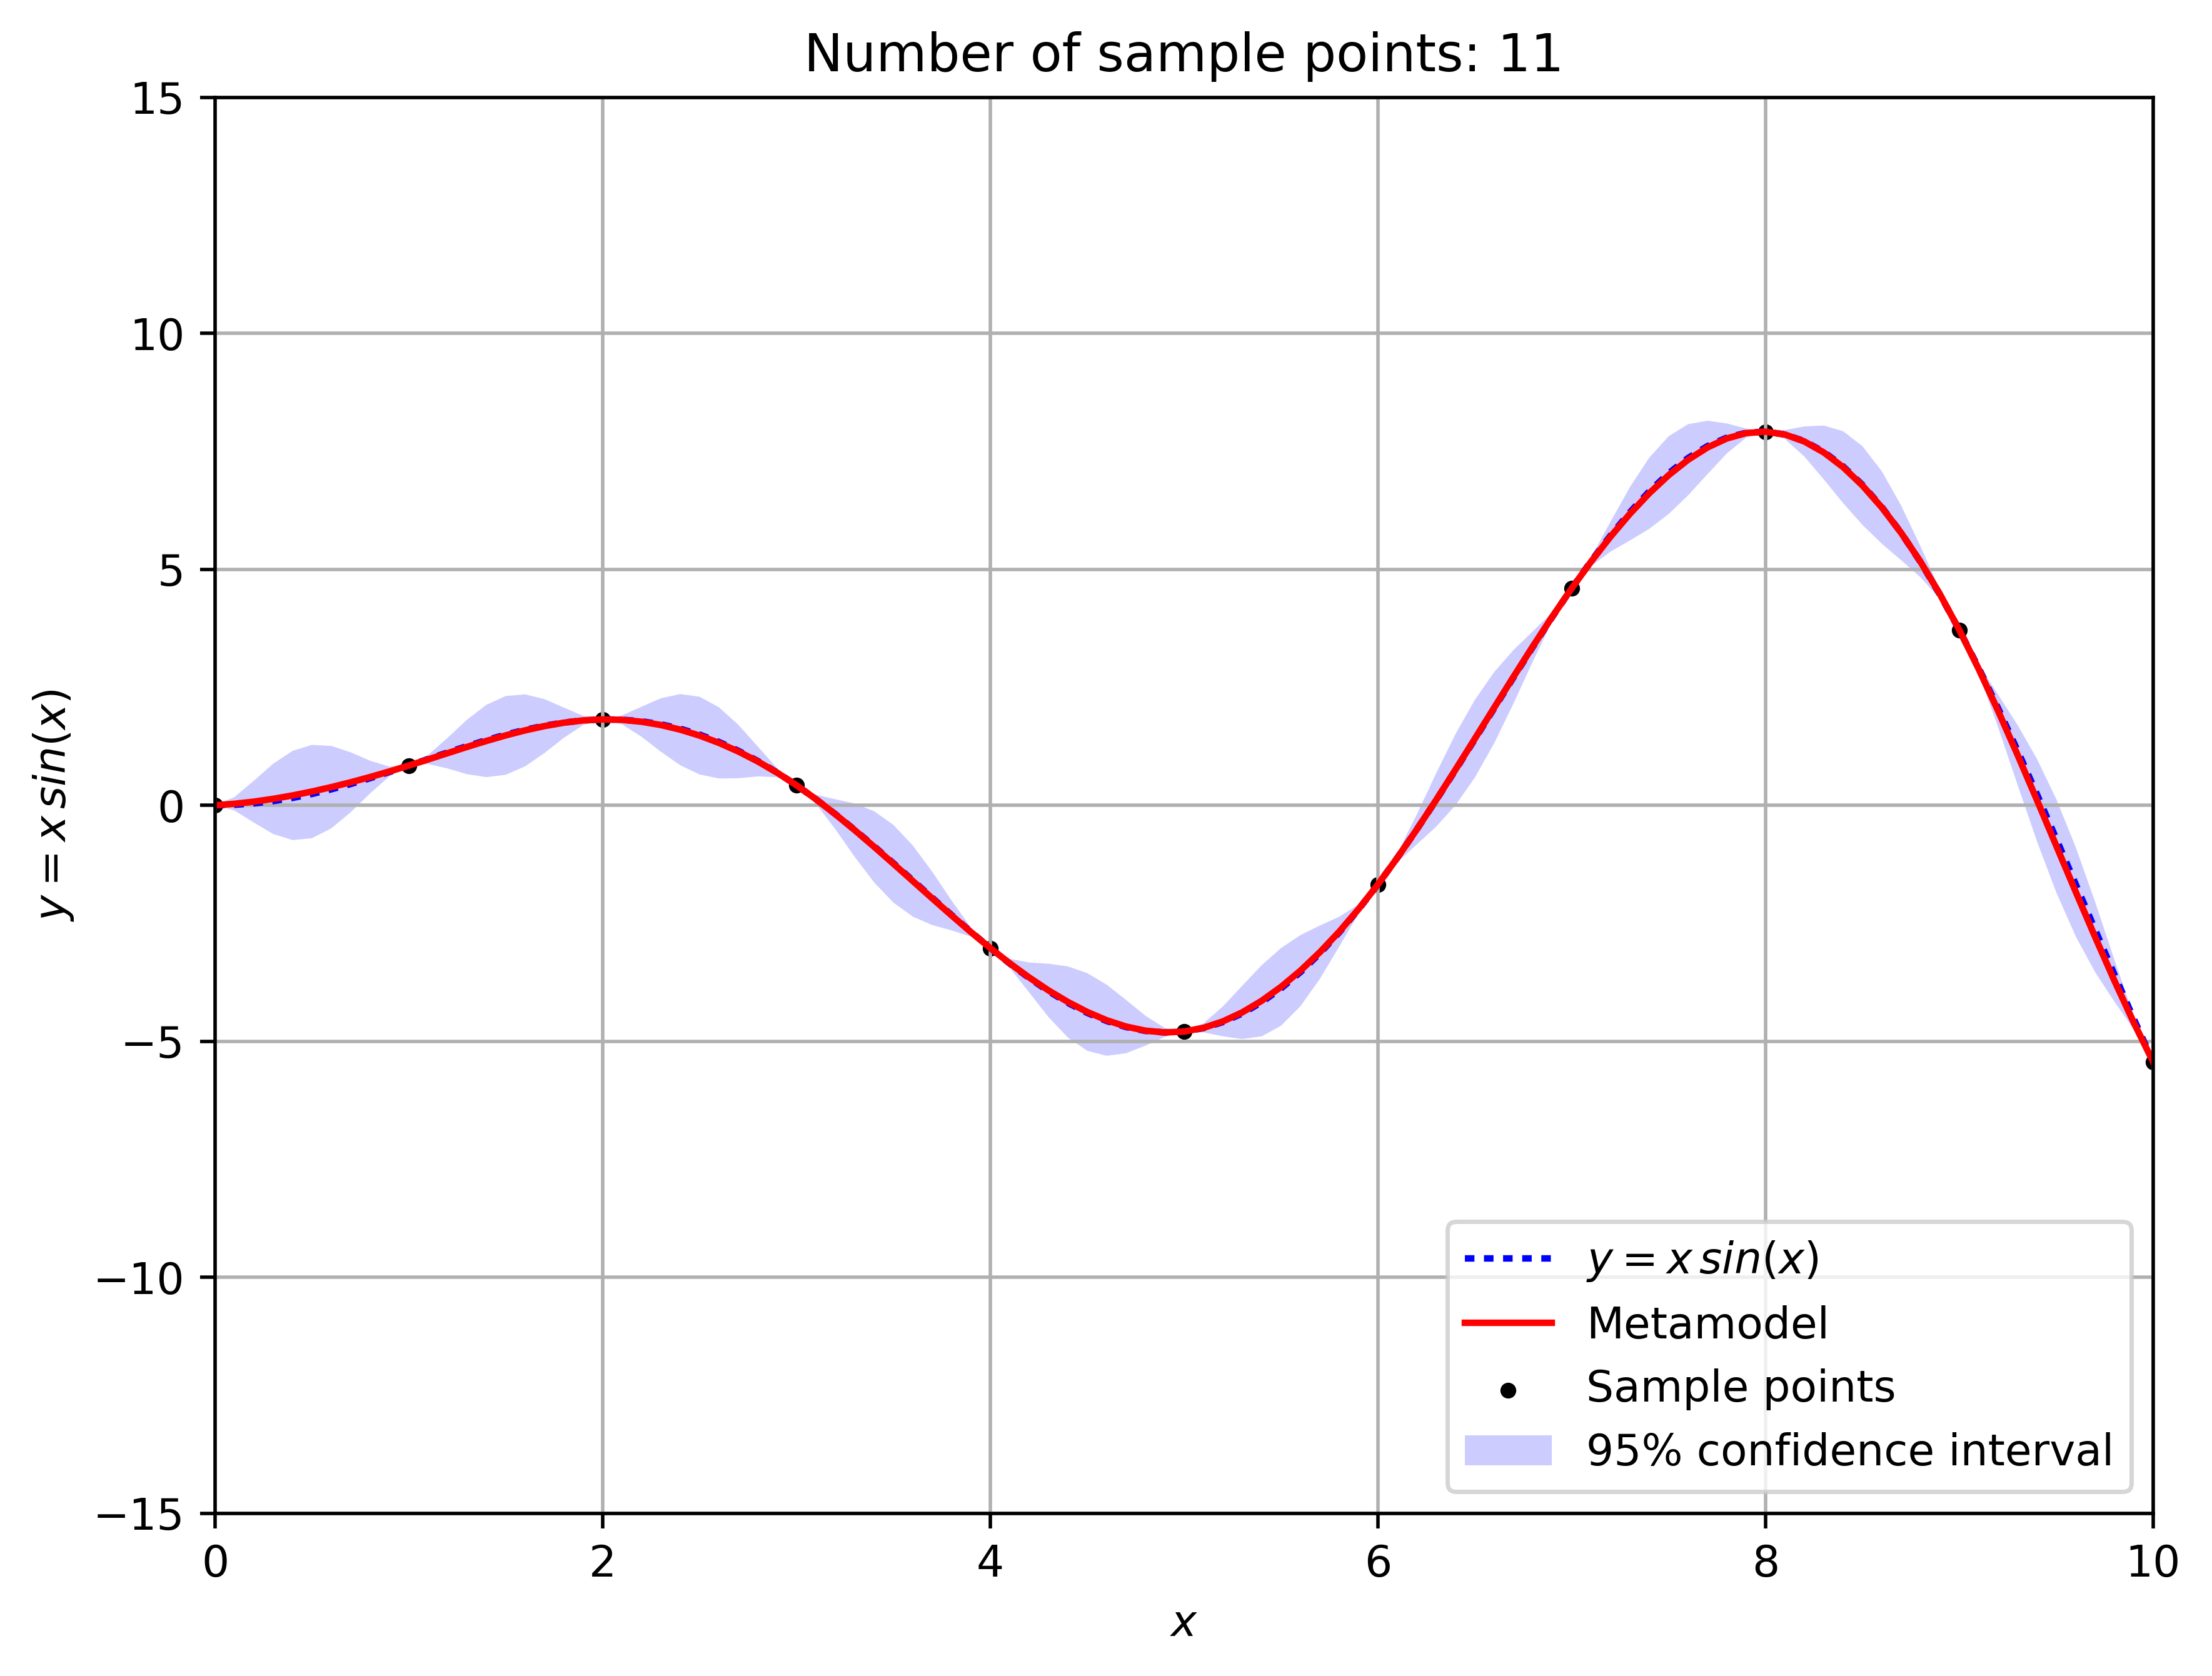 Number of sample points: 11
15
10
5
0
−5
−10
−15
y = x sin(x)
0 2 4 6 8 10
x
y = x sin(x)
Metamodel
Sample points
95% confidence interval